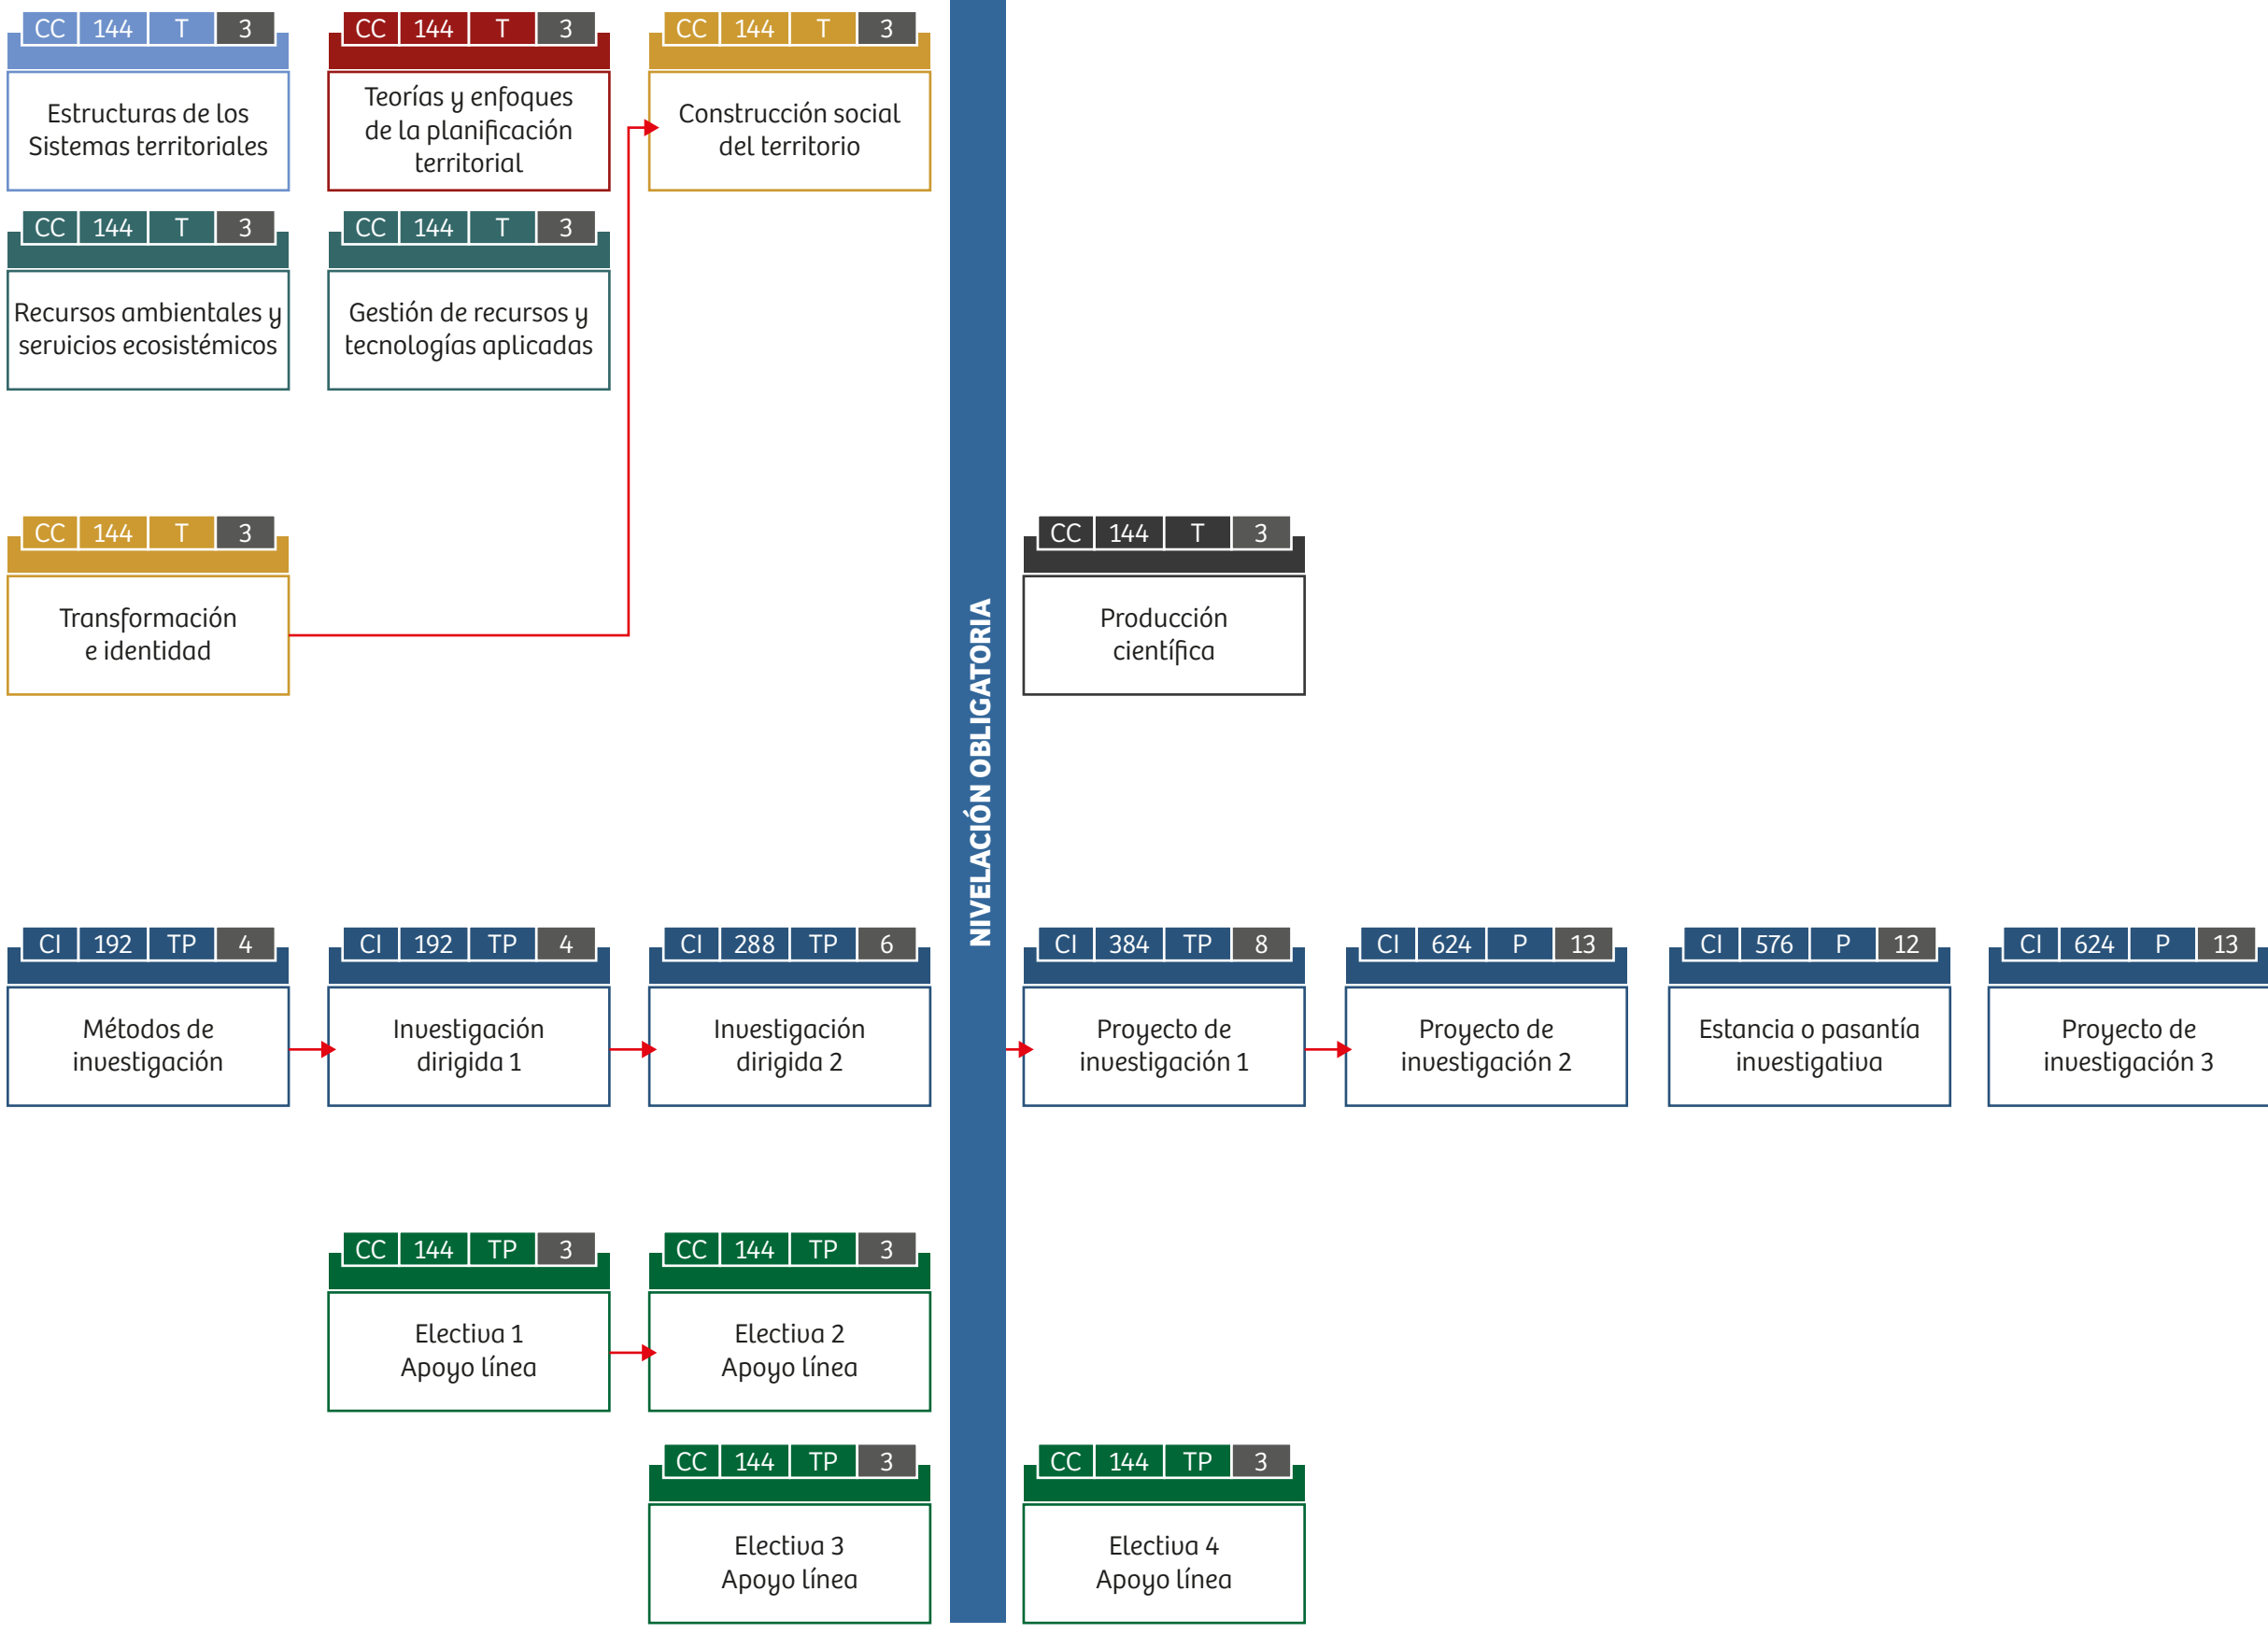 CC 144 T 3
Estructuras de los
Sistemas territoriales
CC 144 T 3
Teorías y enfoques
de la planificación
territorial
CC 144 T 3
Construcción social
del territorio
CC 144 T 3
Recursos ambientales y
servicios ecosistémicos
CC 144 T 3
Gestión de recursos y
tecnologías aplicadas
CC 144 T 3
Transformación
e identidad
NIVELACIÓN OBLIGATORIA
CC 144 T 3
Producción
científica
CI 192 TP 4
Métodos de
investigación
CI 192 TP 4
Investigación
dirigida 1
CI 288 TP 6
Investigación
dirigida 2
CI 384 TP 8
Proyecto de
investigación 1
CI 624 P 13
Proyecto de
investigación 2
CI 576 P 12
Estancia o pasantía
investigativa
CI 624 P 13
Proyecto de
investigación 3
CC 144 TP 3
Electiva 1
Apoyo línea
CC 144 TP 3
Electiva 2
Apoyo línea
CC 144 TP 3
Electiva 3
Apoyo línea
CC 144 TP 3
Electiva 4
Apoyo línea